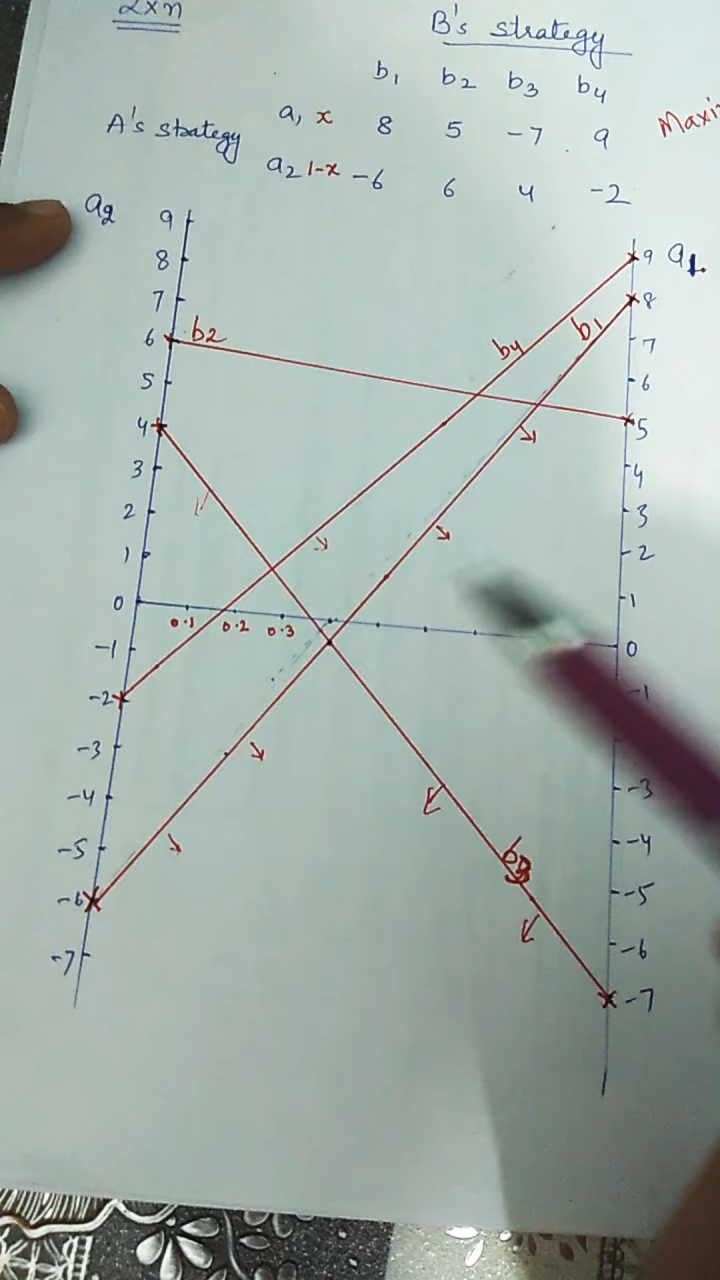 2×n
B's strategy
b1 b2 b3 b4
A's strategy a1 x 8 5 -7 9
a2 1-x -6 6 4 -2
a2 9 9 a1
8 8
7 7
6 b2 b4 b1 6
5 5
4 4
3 3
2 2
1 1
0 0.1 0.2 0.3 0
-1 -1
-2
-3 -3
-4 -4
-5 b3 -5
-6 -6
-7 -7